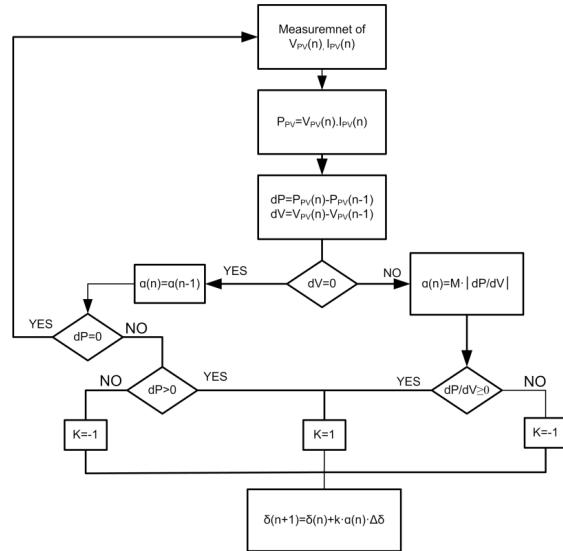 Measuremnet of
V_PV(n), I_PV(n)
P_PV=V_PV(n).I_PV(n)
dP=P_PV(n)-P_PV(n-1)
dV=V_PV(n)-V_PV(n-1)
α(n)=α(n-1)
YES
dV=0
NO
α(n)=M·|dP/dV|
YES
dP=0
NO
NO
dP>0
YES
YES
dP/dV≥0
NO
K=-1
K=1
K=-1
δ(n+1)=δ(n)+k·α(n)·Δδ